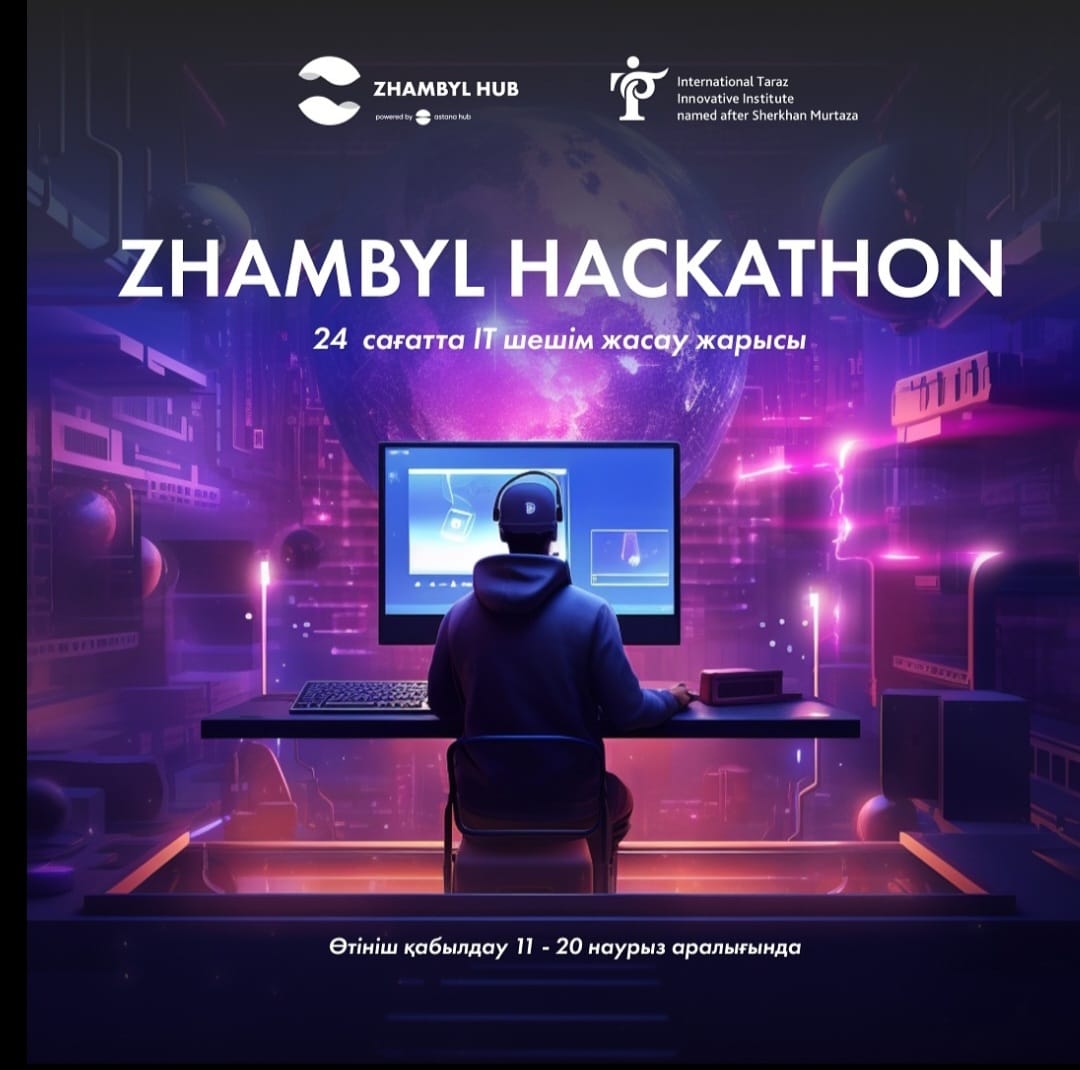 ZHAMBYL HUB
powered by astana hub
International Taraz
Innovative Institute
named after Sherkhan Murtaza
ZHAMBYL HACKATHON
24 сағатта IT шешім жасау жарысы
Өтініш қабылдау 11 - 20 наурыз аралығында